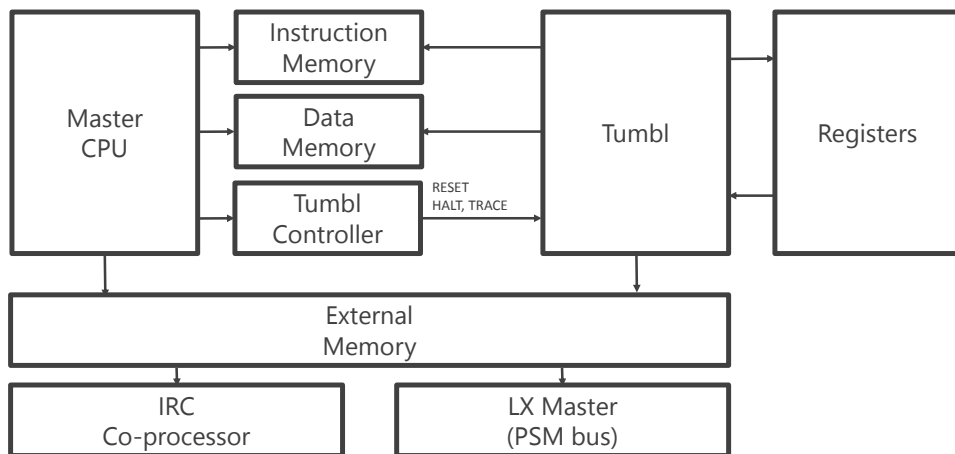 Instruction
Memory
Master
CPU
Data
Memory
Tumbl
Registers
Tumbl
Controller
RESET
HALT, TRACE
External
Memory
IRC
Co-processor
LX Master
(PSM bus)